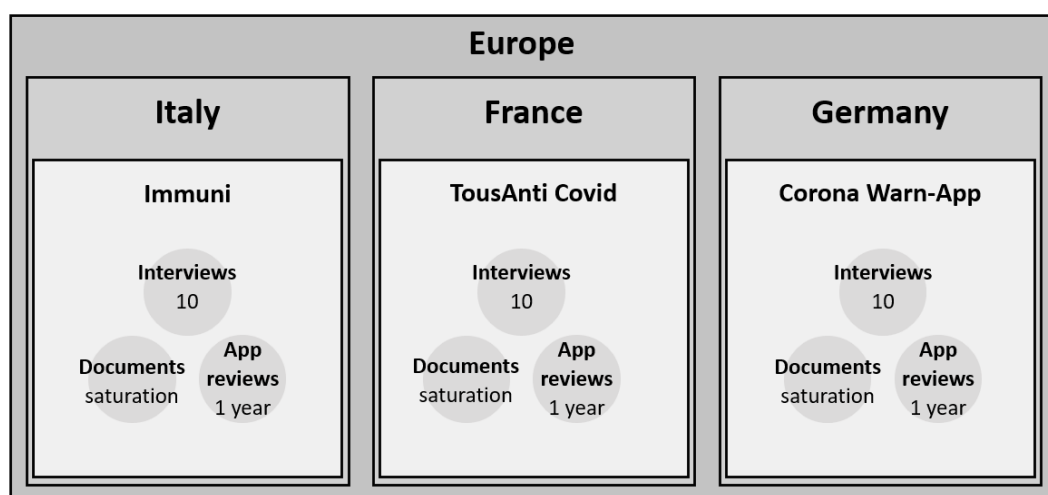 Europe
Italy
Immuni
Interviews
10
Documents
saturation
App
reviews
1 year
France
TousAnti Covid
Interviews
10
Documents
saturation
App
reviews
1 year
Germany
Corona Warn-App
Interviews
10
Documents
saturation
App
reviews
1 year